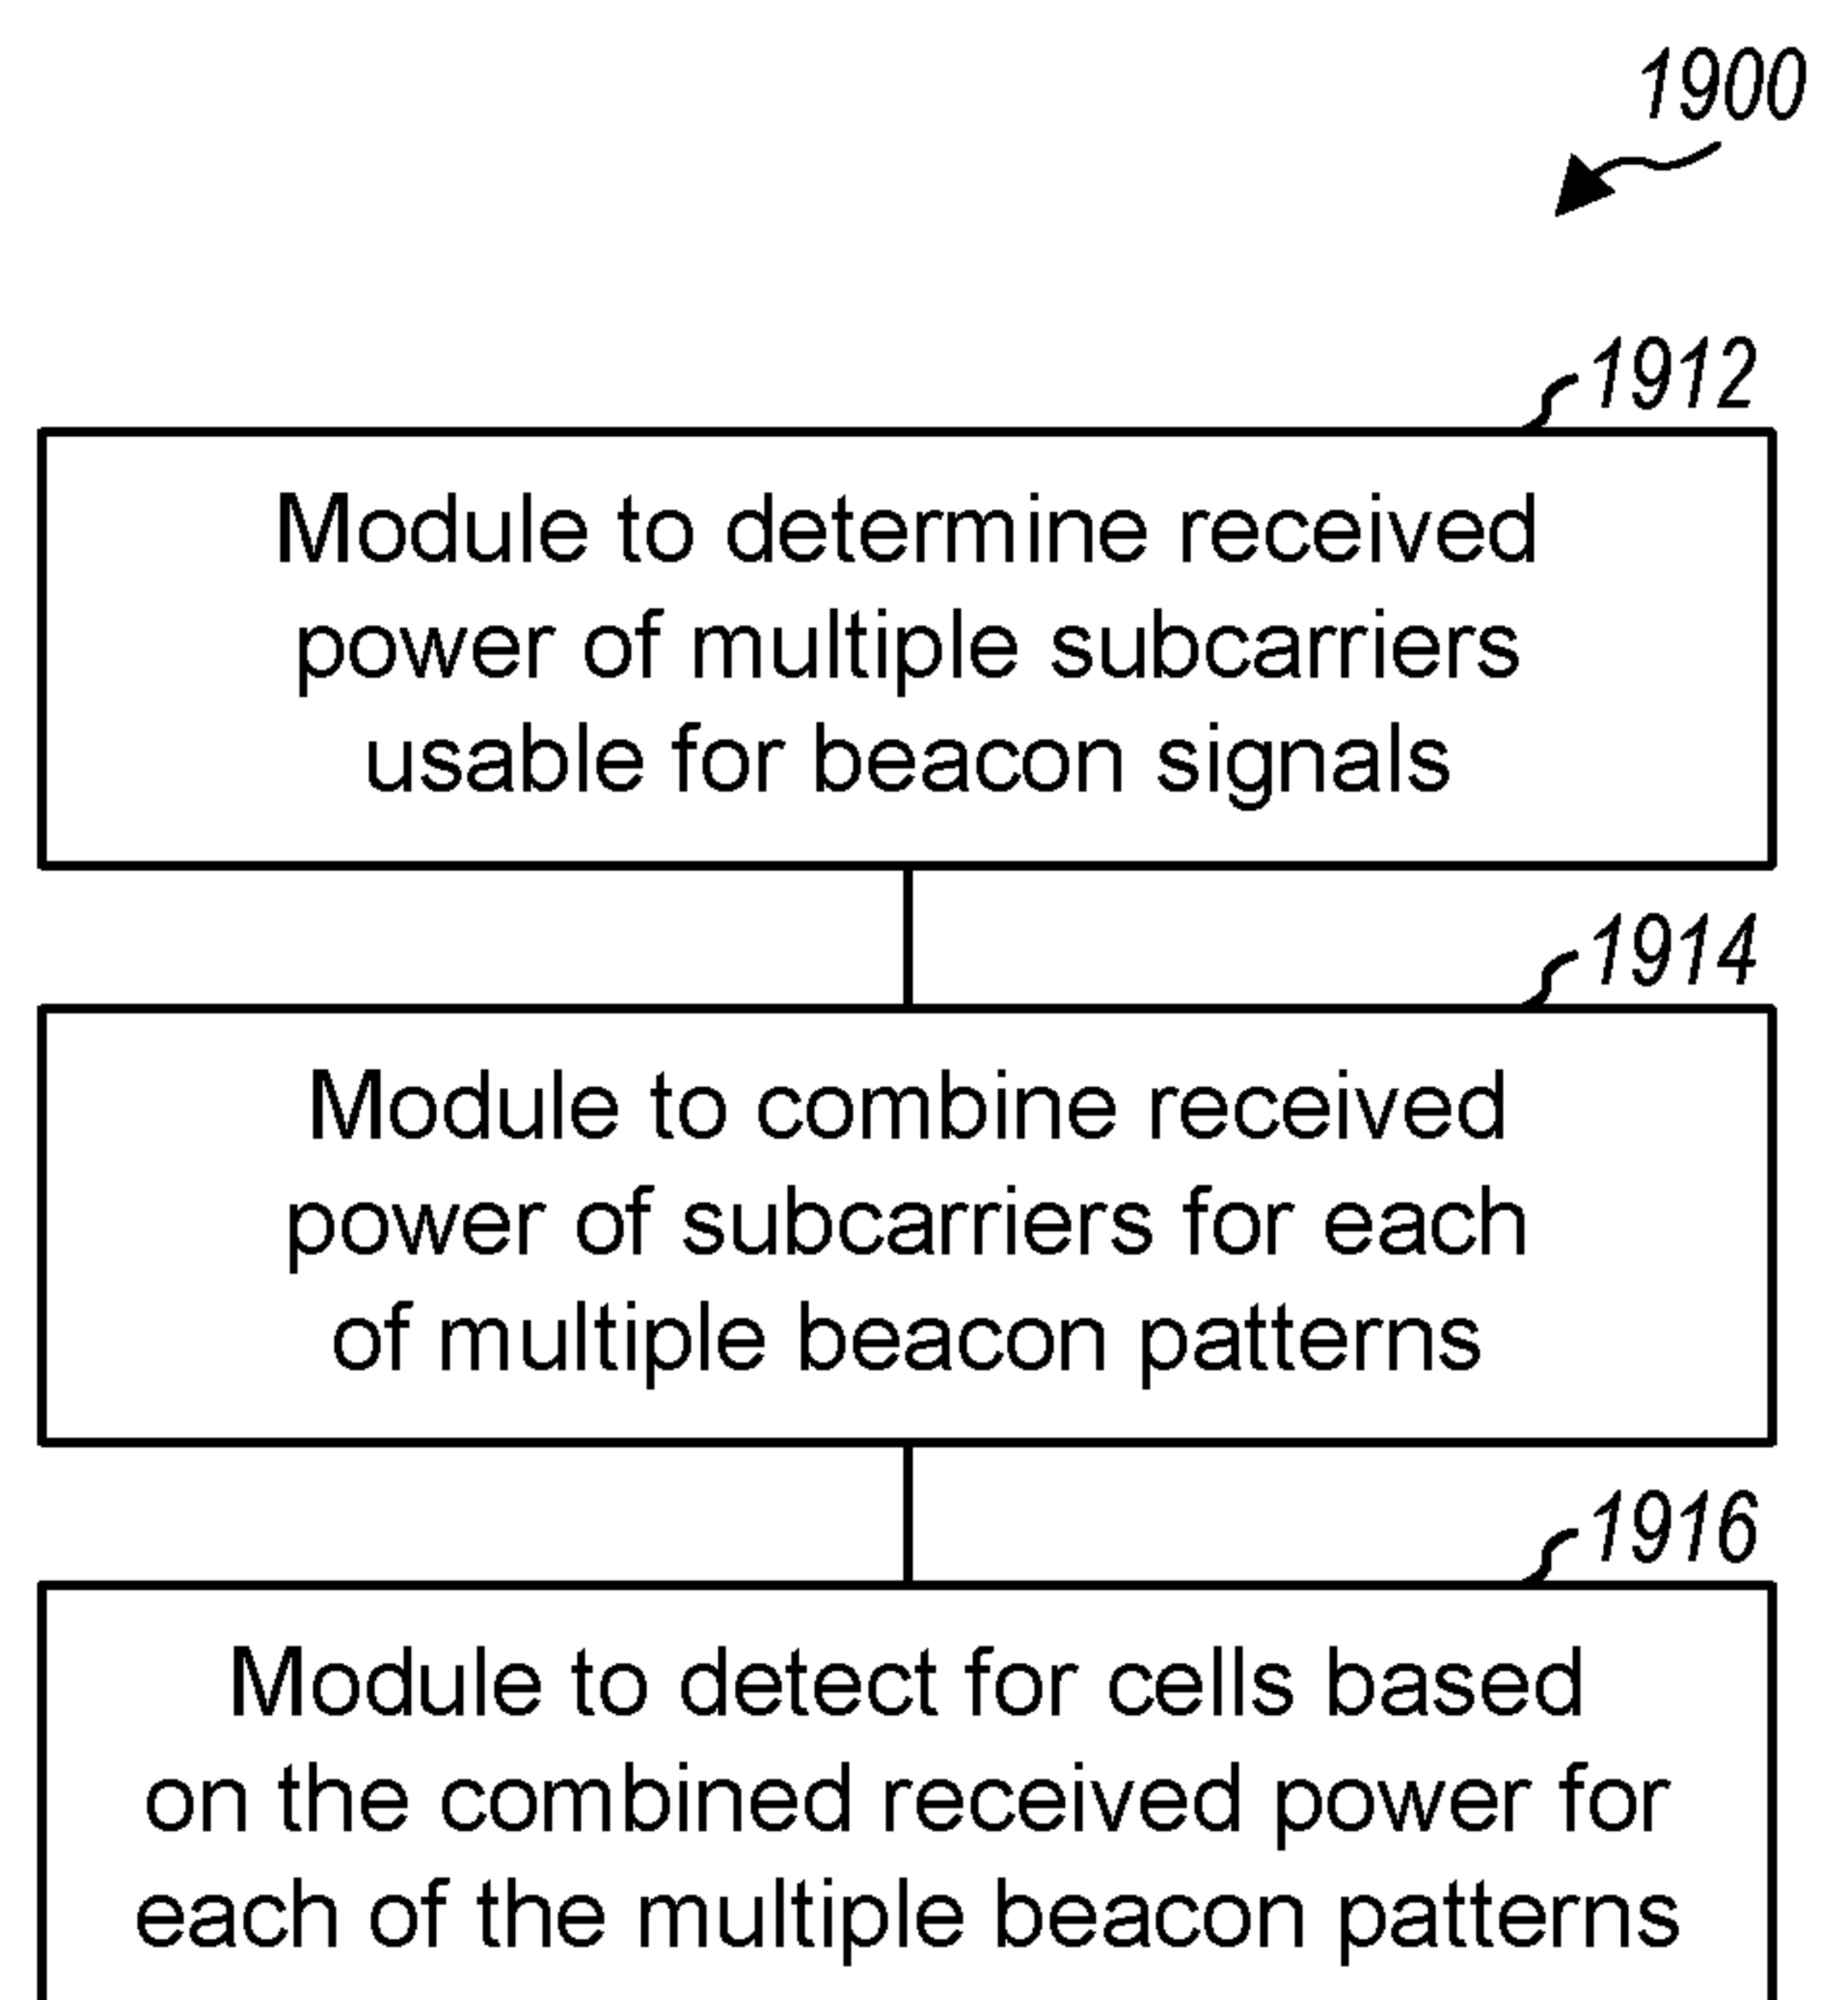 1900
1912
Module to determine received
power of multiple subcarriers
usable for beacon signals
1914
Module to combine received
power of subcarriers for each
of multiple beacon patterns
1916
Module to detect for cells based
on the combined received power for
each of the multiple beacon patterns